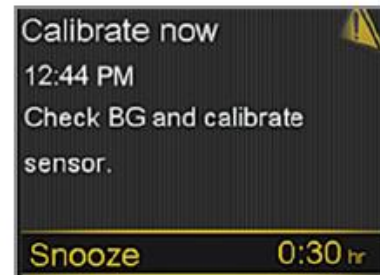 Calibrate now
12:44 PM
Check BG and calibrate
sensor.
Snooze 0:30 hr